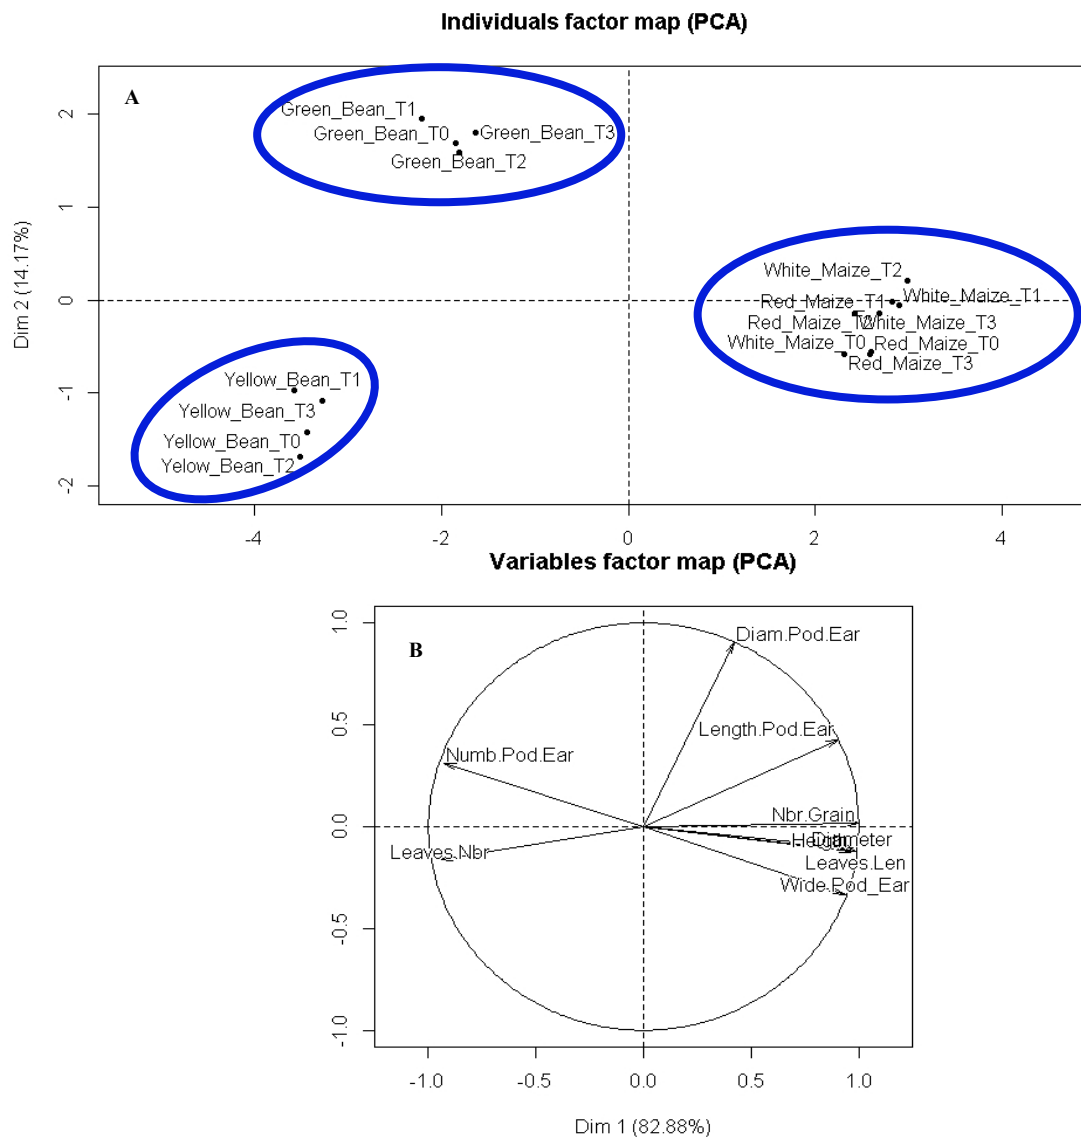 Individuals factor map (PCA)
A
Green_Bean_T1
Green_Bean_T0
Green_Bean_T3
Green_Bean_T2
White_Maize_T2
Red_Maize_T1
White_Maize_T1
Red_Maize_T2
White_Maize_T3
White_Maize_T0
Red_Maize_T0
Red_Maize_T3
Yellow_Bean_T1
Yellow_Bean_T3
Yellow_Bean_T0
Yelow_Bean_T2
Dim 2 (14.17%)
2
1
0
-1
-2
-4
-2
0
2
4
Variables factor map (PCA)
B
Diam.Pod.Ear
Length.Pod.Ear
Numb.Pod.Ear
Nbr.Grain
Height
Diameter
Leaves.Nbr
Leaves.Len
Wide.Pod_Ear
1.0
0.5
0.0
-0.5
-1.0
-1.0
-0.5
0.0
0.5
1.0
Dim 1 (82.88%)